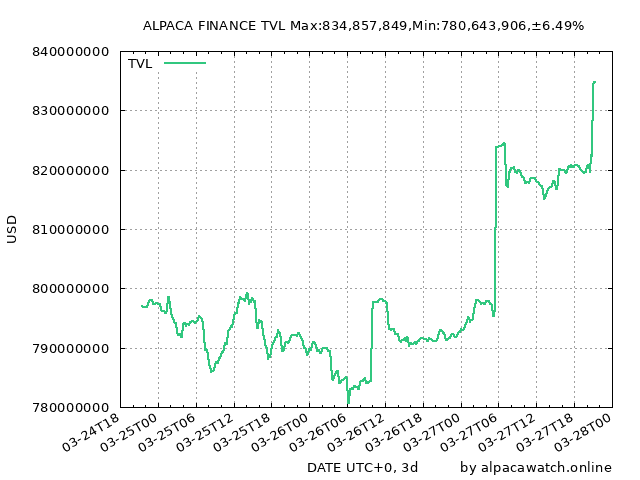 ALPACA FINANCE TVL Max:834,857,849,Min:780,643,906,±6.49%
840000000
TVL
830000000
820000000
USD
810000000
800000000
790000000
780000000
03-24T18
03-25T00
03-25T06
03-25T12
03-25T18
03-26T00
03-26T06
03-26T12
03-26T18
03-27T00
03-27T06
03-27T12
03-27T18
03-28T00
DATE UTC+0, 3d
by alpacawatch.online